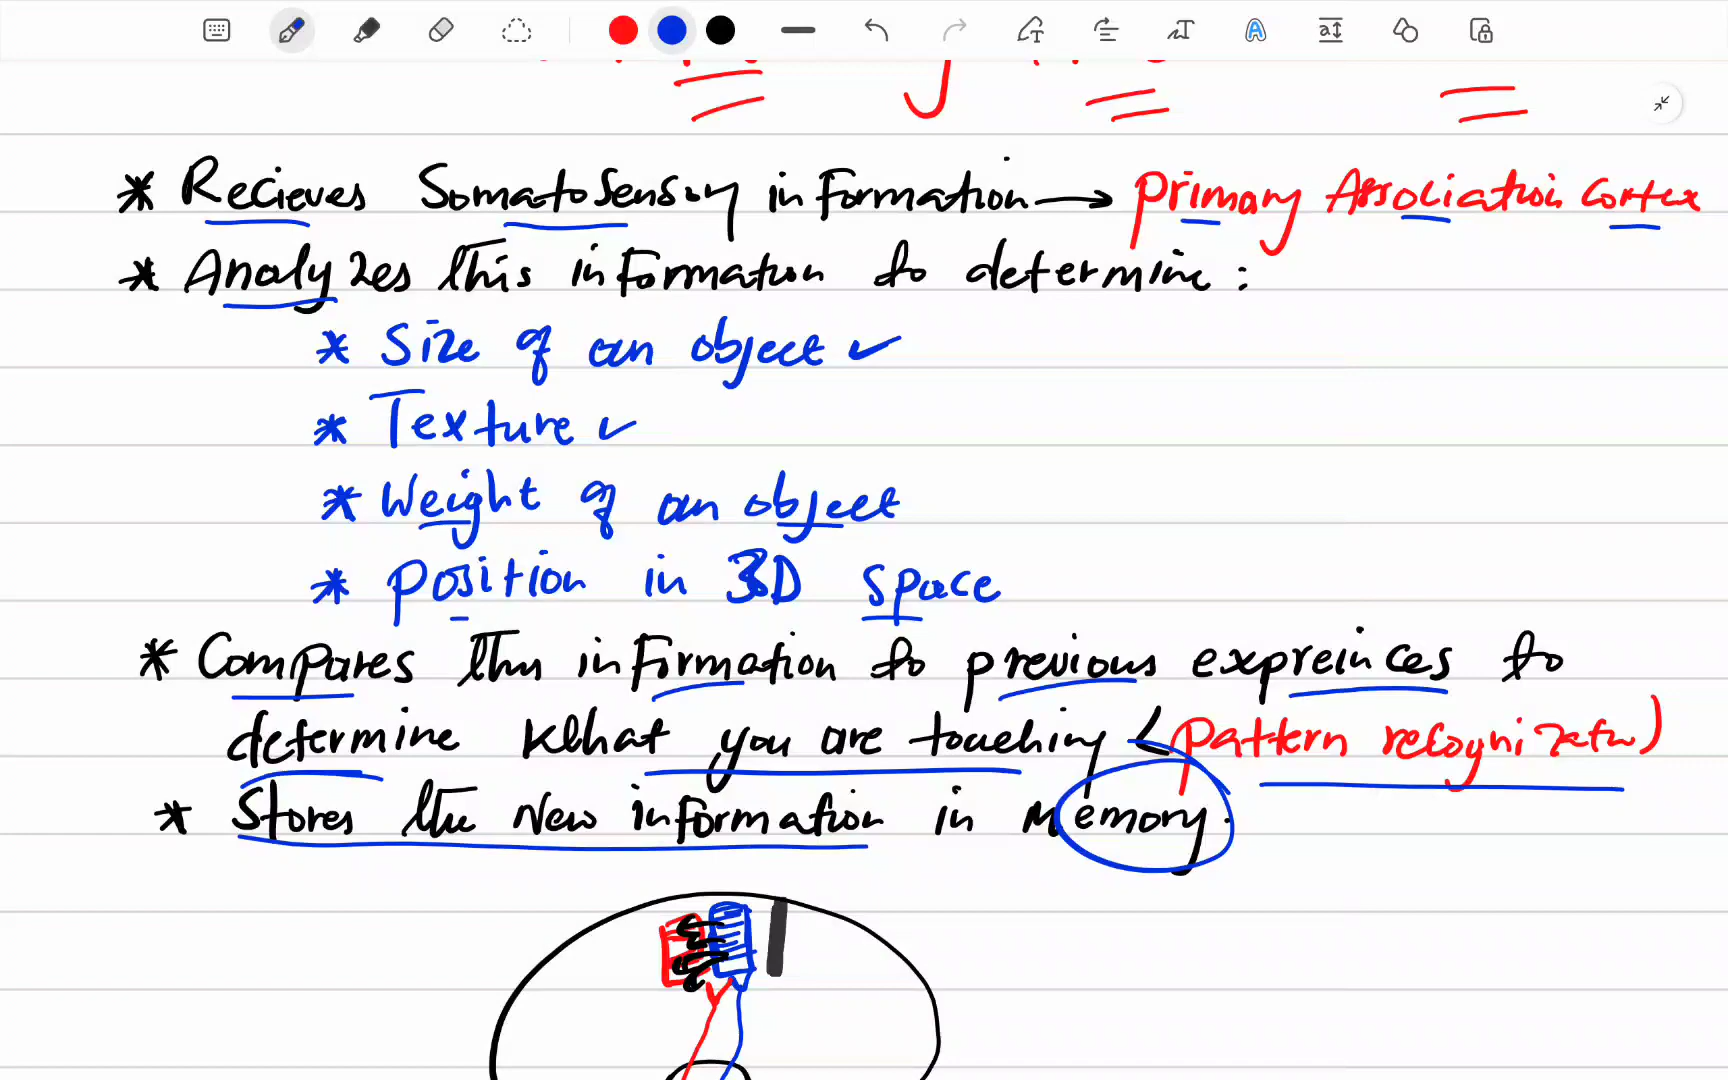 * Recieves Somatosensory information → primary Association cortex
* Analyzes this information to determine :
* Size of an object ✓
* Texture ✓
* Weight of an object
* position in 3D space
* Compares this information to previous expreinces to
determine what you are touching (pattern recognization)
* Stores the New information in Memory.